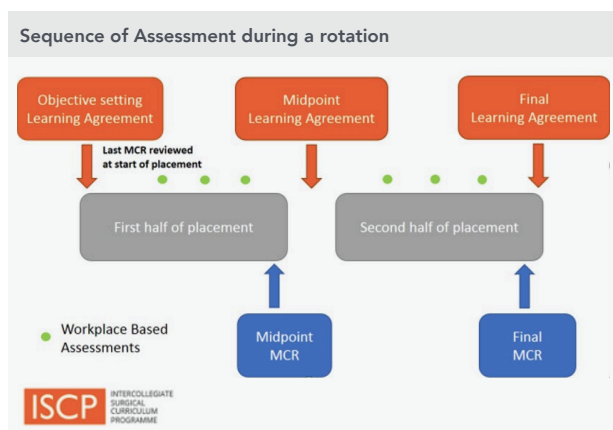 Sequence of Assessment during a rotation
Objective setting
Learning Agreement
Midpoint
Learning Agreement
Final
Learning Agreement
Last MCR reviewed
at start of placement
First half of placement
Second half of placement
Workplace Based
Assessments
Midpoint
MCR
Final
MCR
ISCP
INTERCOLLEGIATE
SURGICAL
CURRICULUM
PROGRAMME